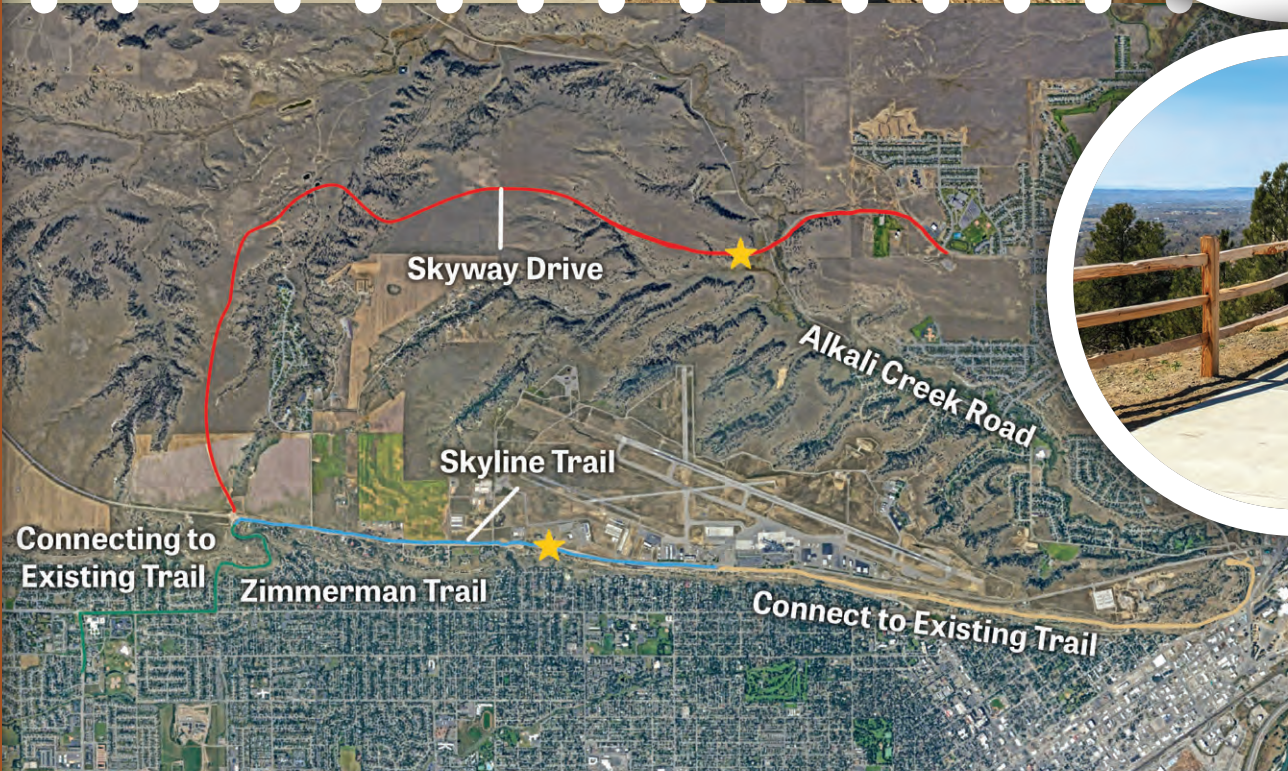 Skyway Drive
Alkali Creek Road
Skyline Trail
Connecting to
Existing Trail
Zimmerman Trail
Connect to Existing Trail